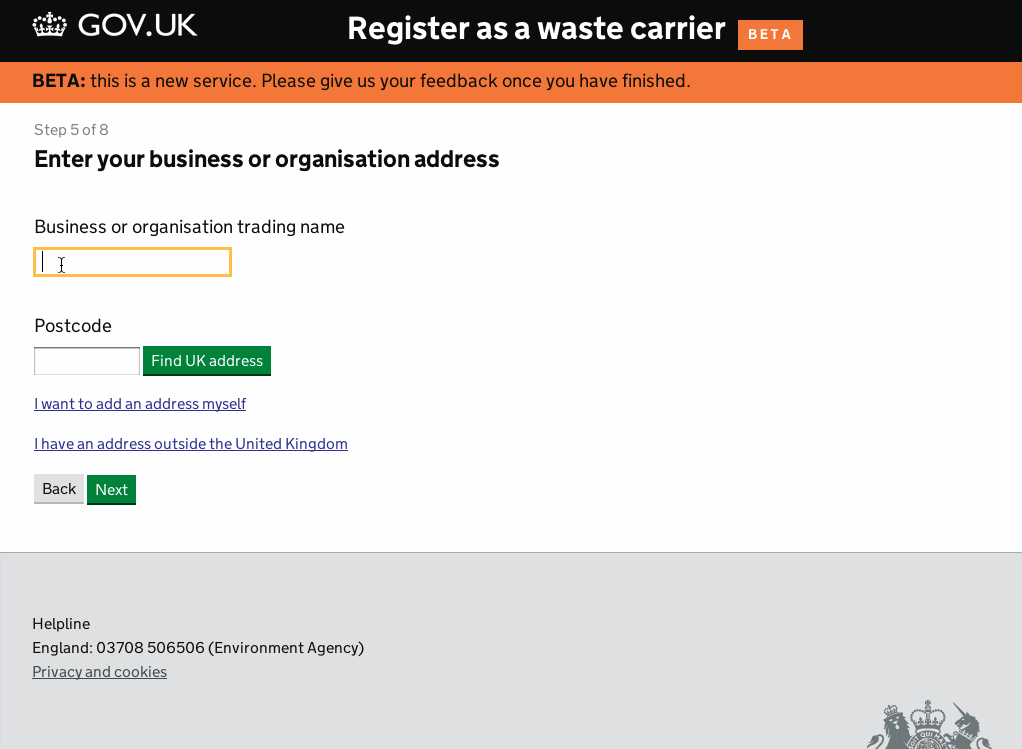 GOV.UK
Register as a waste carrier BETA
BETA: this is a new service. Please give us your feedback once you have finished.
Step 5 of 8
Enter your business or organisation address
Business or organisation trading name
Postcode
Find UK address
I want to add an address myself
I have an address outside the United Kingdom
Back Next
Helpline
England: 03708 506506 (Environment Agency)
Privacy and cookies